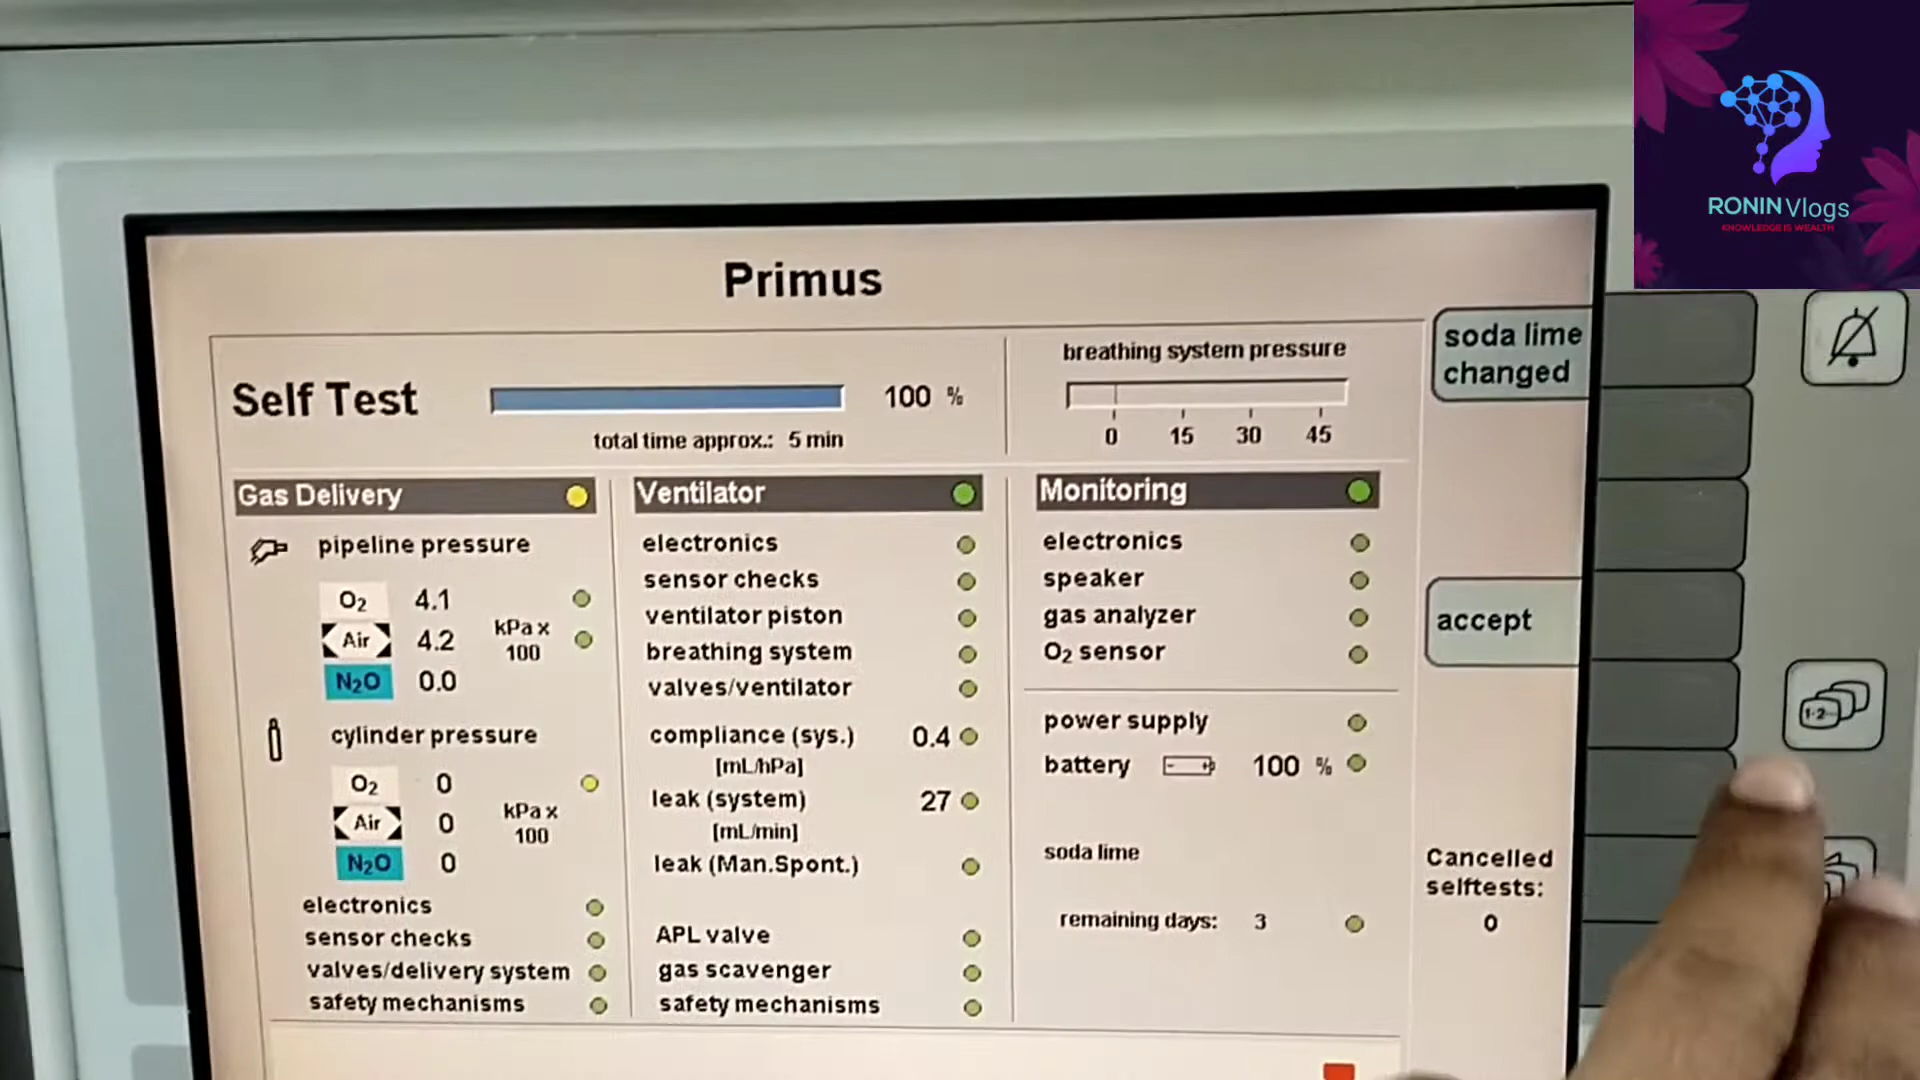 RONIN Vlogs
KNOWLEDGE IS WEALTH
Primus
Self Test 100 %
total time approx.: 5 min
breathing system pressure
0 15 30 45
soda lime
changed
Gas Delivery
pipeline pressure
O₂ 4.1
Air 4.2
N₂O 0.0
kPa x
100
cylinder pressure
O₂ 0
Air 0
N₂O 0
kPa x
100
electronics
sensor checks
valves/delivery system
safety mechanisms
Ventilator
electronics
sensor checks
ventilator piston
breathing system
valves/ventilator
compliance (sys.) 0.4
[mL/hPa]
leak (system) 27
[mL/min]
leak (Man.Spont.)
APL valve
gas scavenger
safety mechanisms
Monitoring
electronics
speaker
gas analyzer
O₂ sensor
power supply
battery 100 %
soda lime
remaining days: 3
accept
Cancelled
selftests:
0
1·2...